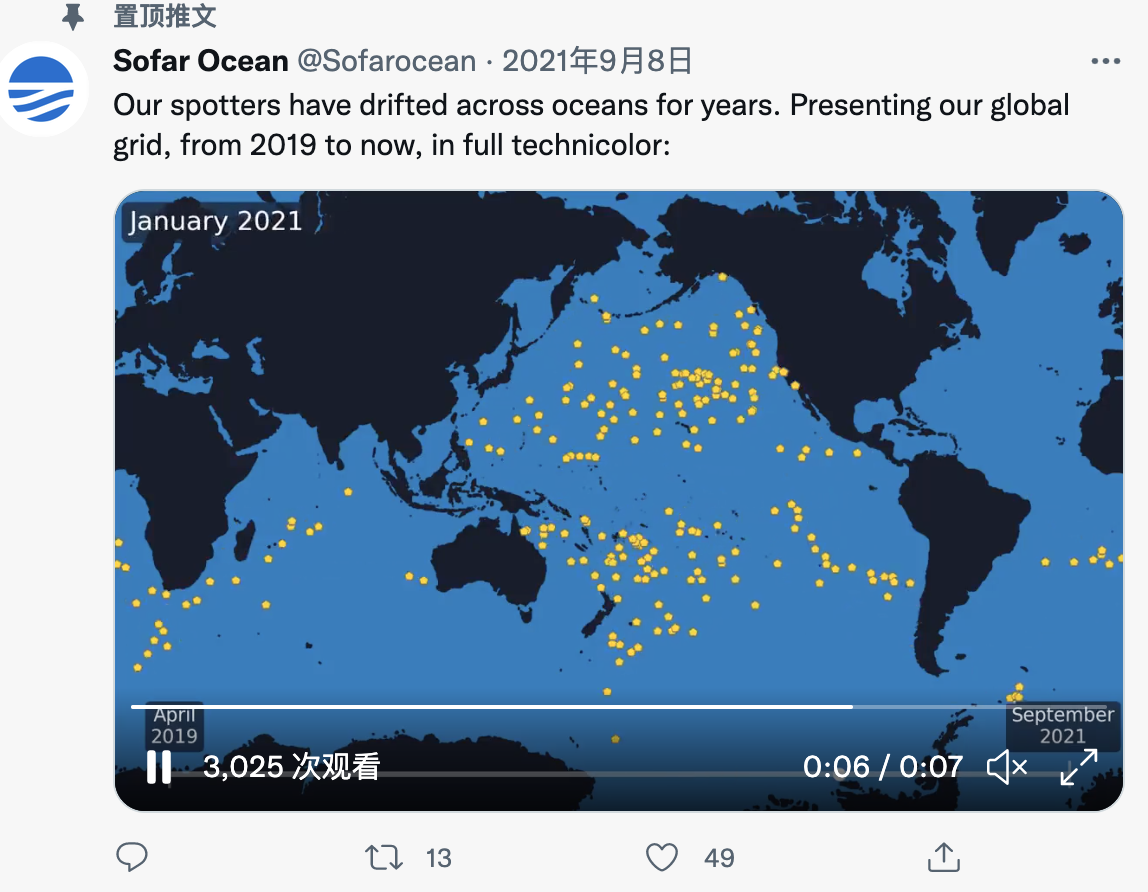 置顶推文
Sofar Ocean @Sofarocean · 2021年9月8日
Our spotters have drifted across oceans for years. Presenting our global
grid, from 2019 to now, in full technicolor:
January 2021
April
2019
September
2021
3,025 次观看
0:06 / 0:07
13
49